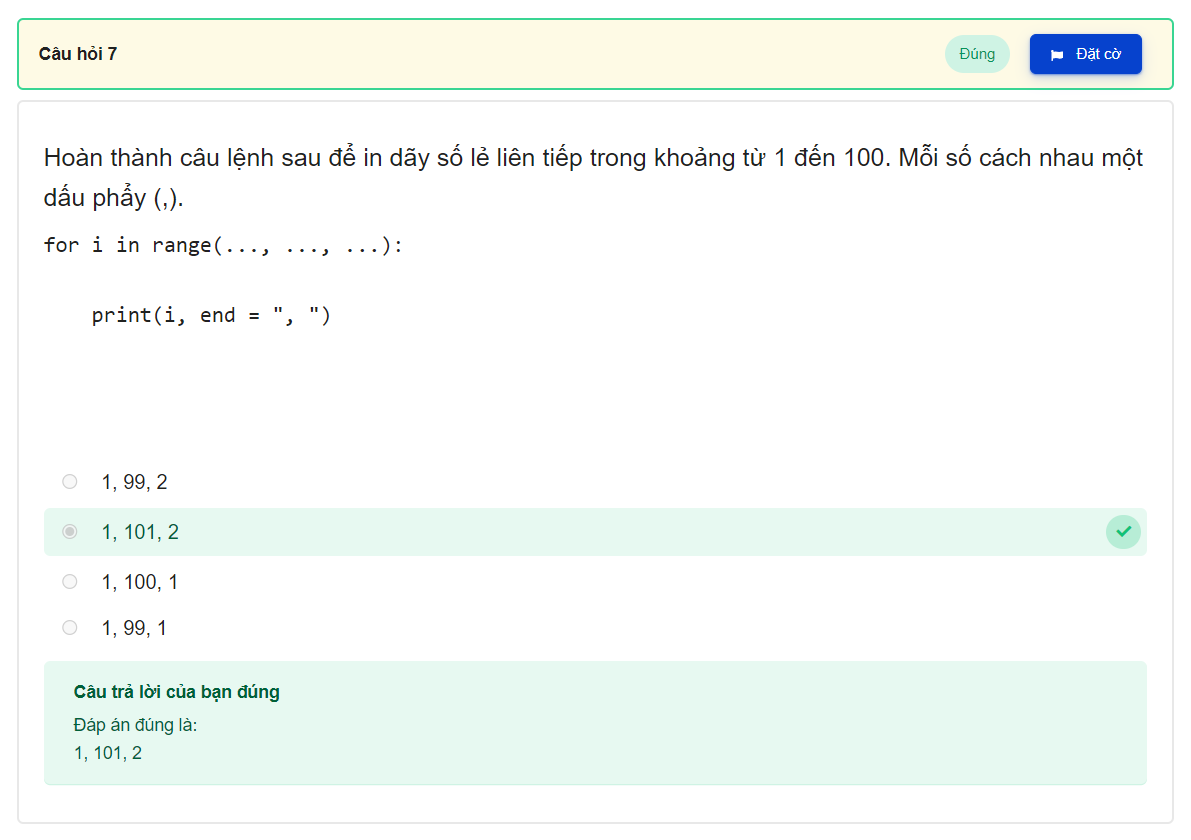 Câu hỏi 7
Đúng
Đặt cờ
Hoàn thành câu lệnh sau để in dãy số lẻ liên tiếp trong khoảng từ 1 đến 100. Mỗi số cách nhau một
dấu phẩy (,).
for i in range(..., ..., ...):
    print(i, end = ", ")
1, 99, 2
1, 101, 2
1, 100, 1
1, 99, 1
Câu trả lời của bạn đúng
Đáp án đúng là:
1, 101, 2